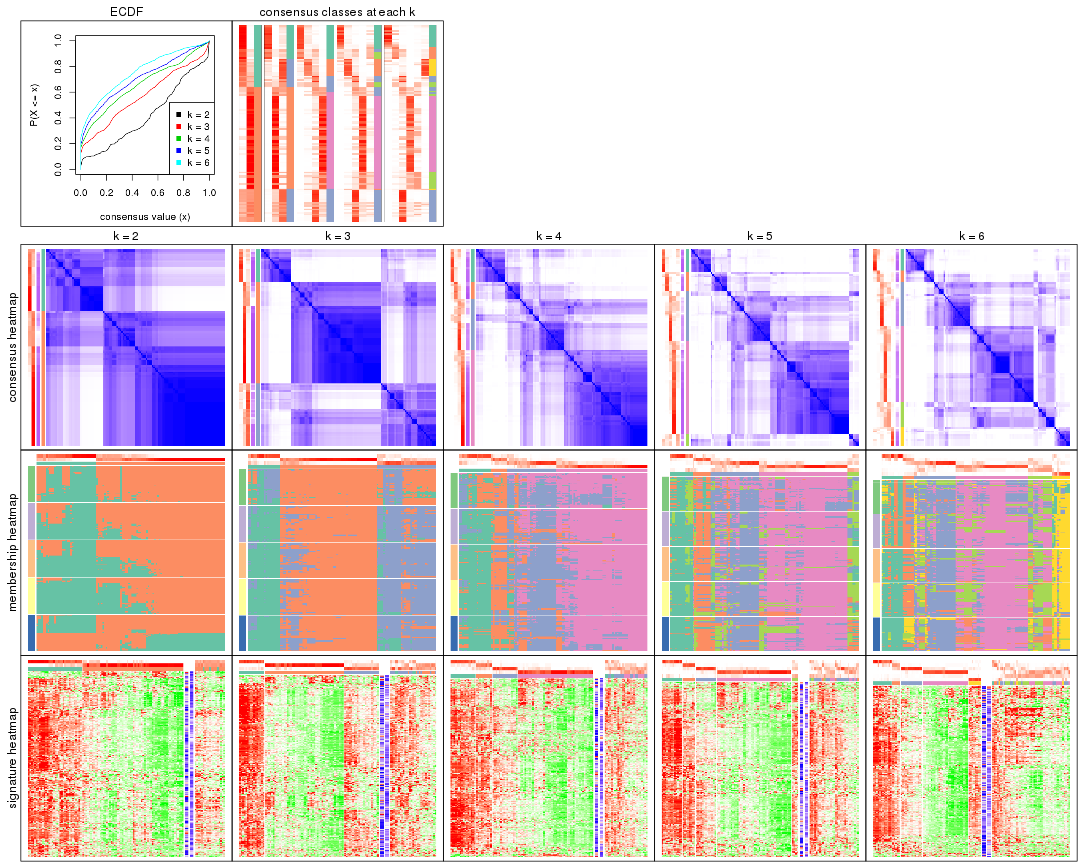 ECDF
consensus classes at each k
P(X <= x)
0.0 0.2 0.4 0.6 0.8 1.0
k = 2
k = 3
k = 4
k = 5
k = 6
0.0 0.2 0.4 0.6 0.8 1.0
consensus value (x)
k = 2
k = 3
k = 4
k = 5
k = 6
consensus heatmap
membership heatmap
signature heatmap